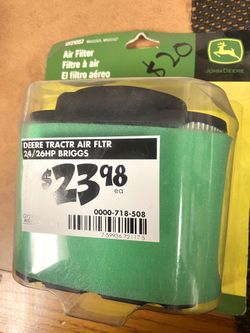 Air Filter
Filtre à air
El filtro aéreo
$20
JOHN DEERE
DEERE TRACTR AIR FLTR
24/26HP BRIGGS
$23.98
ea
0000-718-508